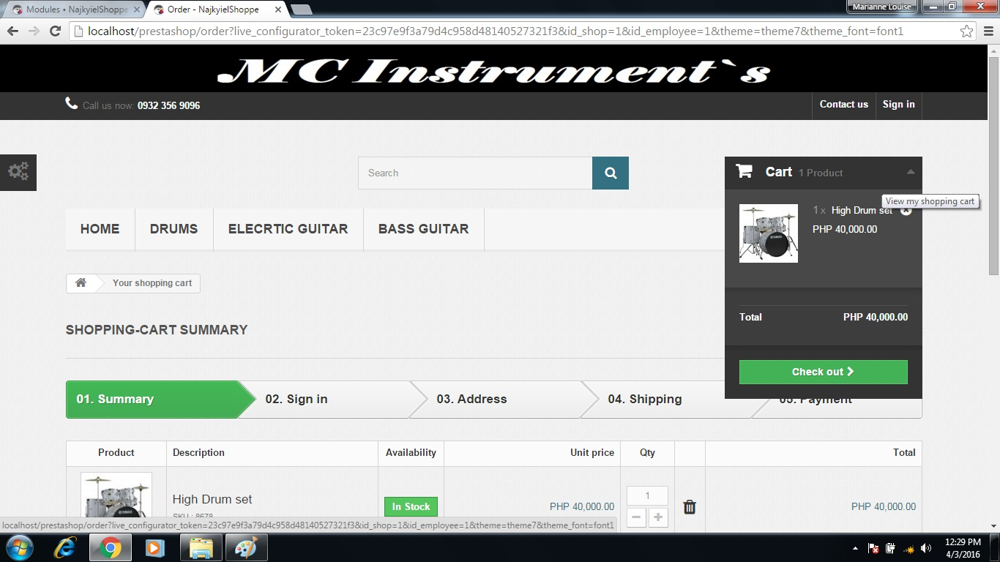 Modules • NajkyielShoppe
Order - NajkyielShoppe
Marianne Louise
localhost/prestashop/order?live_configurator_token=23c97e9f3a79d4c958d48140527321f3&id_shop=1&id_employee=1&theme=theme7&theme_font=font1
MC Instrument`s
Call us now: 0932 356 9096
Contact us
Sign in
Search
Cart 1 Product
View my shopping cart
1 x High Drum set
PHP 40,000.00
HOME
DRUMS
ELECRTIC GUITAR
BASS GUITAR
Your shopping cart
Total PHP 40,000.00
SHOPPING-CART SUMMARY
Check out
01. Summary
02. Sign in
03. Address
04. Shipping
05. Payment
Product
Description
Availability
Unit price
Qty
Total
YAMAHA
High Drum set
SKU : 8678
In Stock
PHP 40,000.00
1
PHP 40,000.00
localhost/prestashop/order?live_configurator_token=23c97e9f3a79d4c958d48140527321f3&id_shop=1&id_employee=1&theme=theme7&theme_font=font1
12:29 PM
4/3/2016